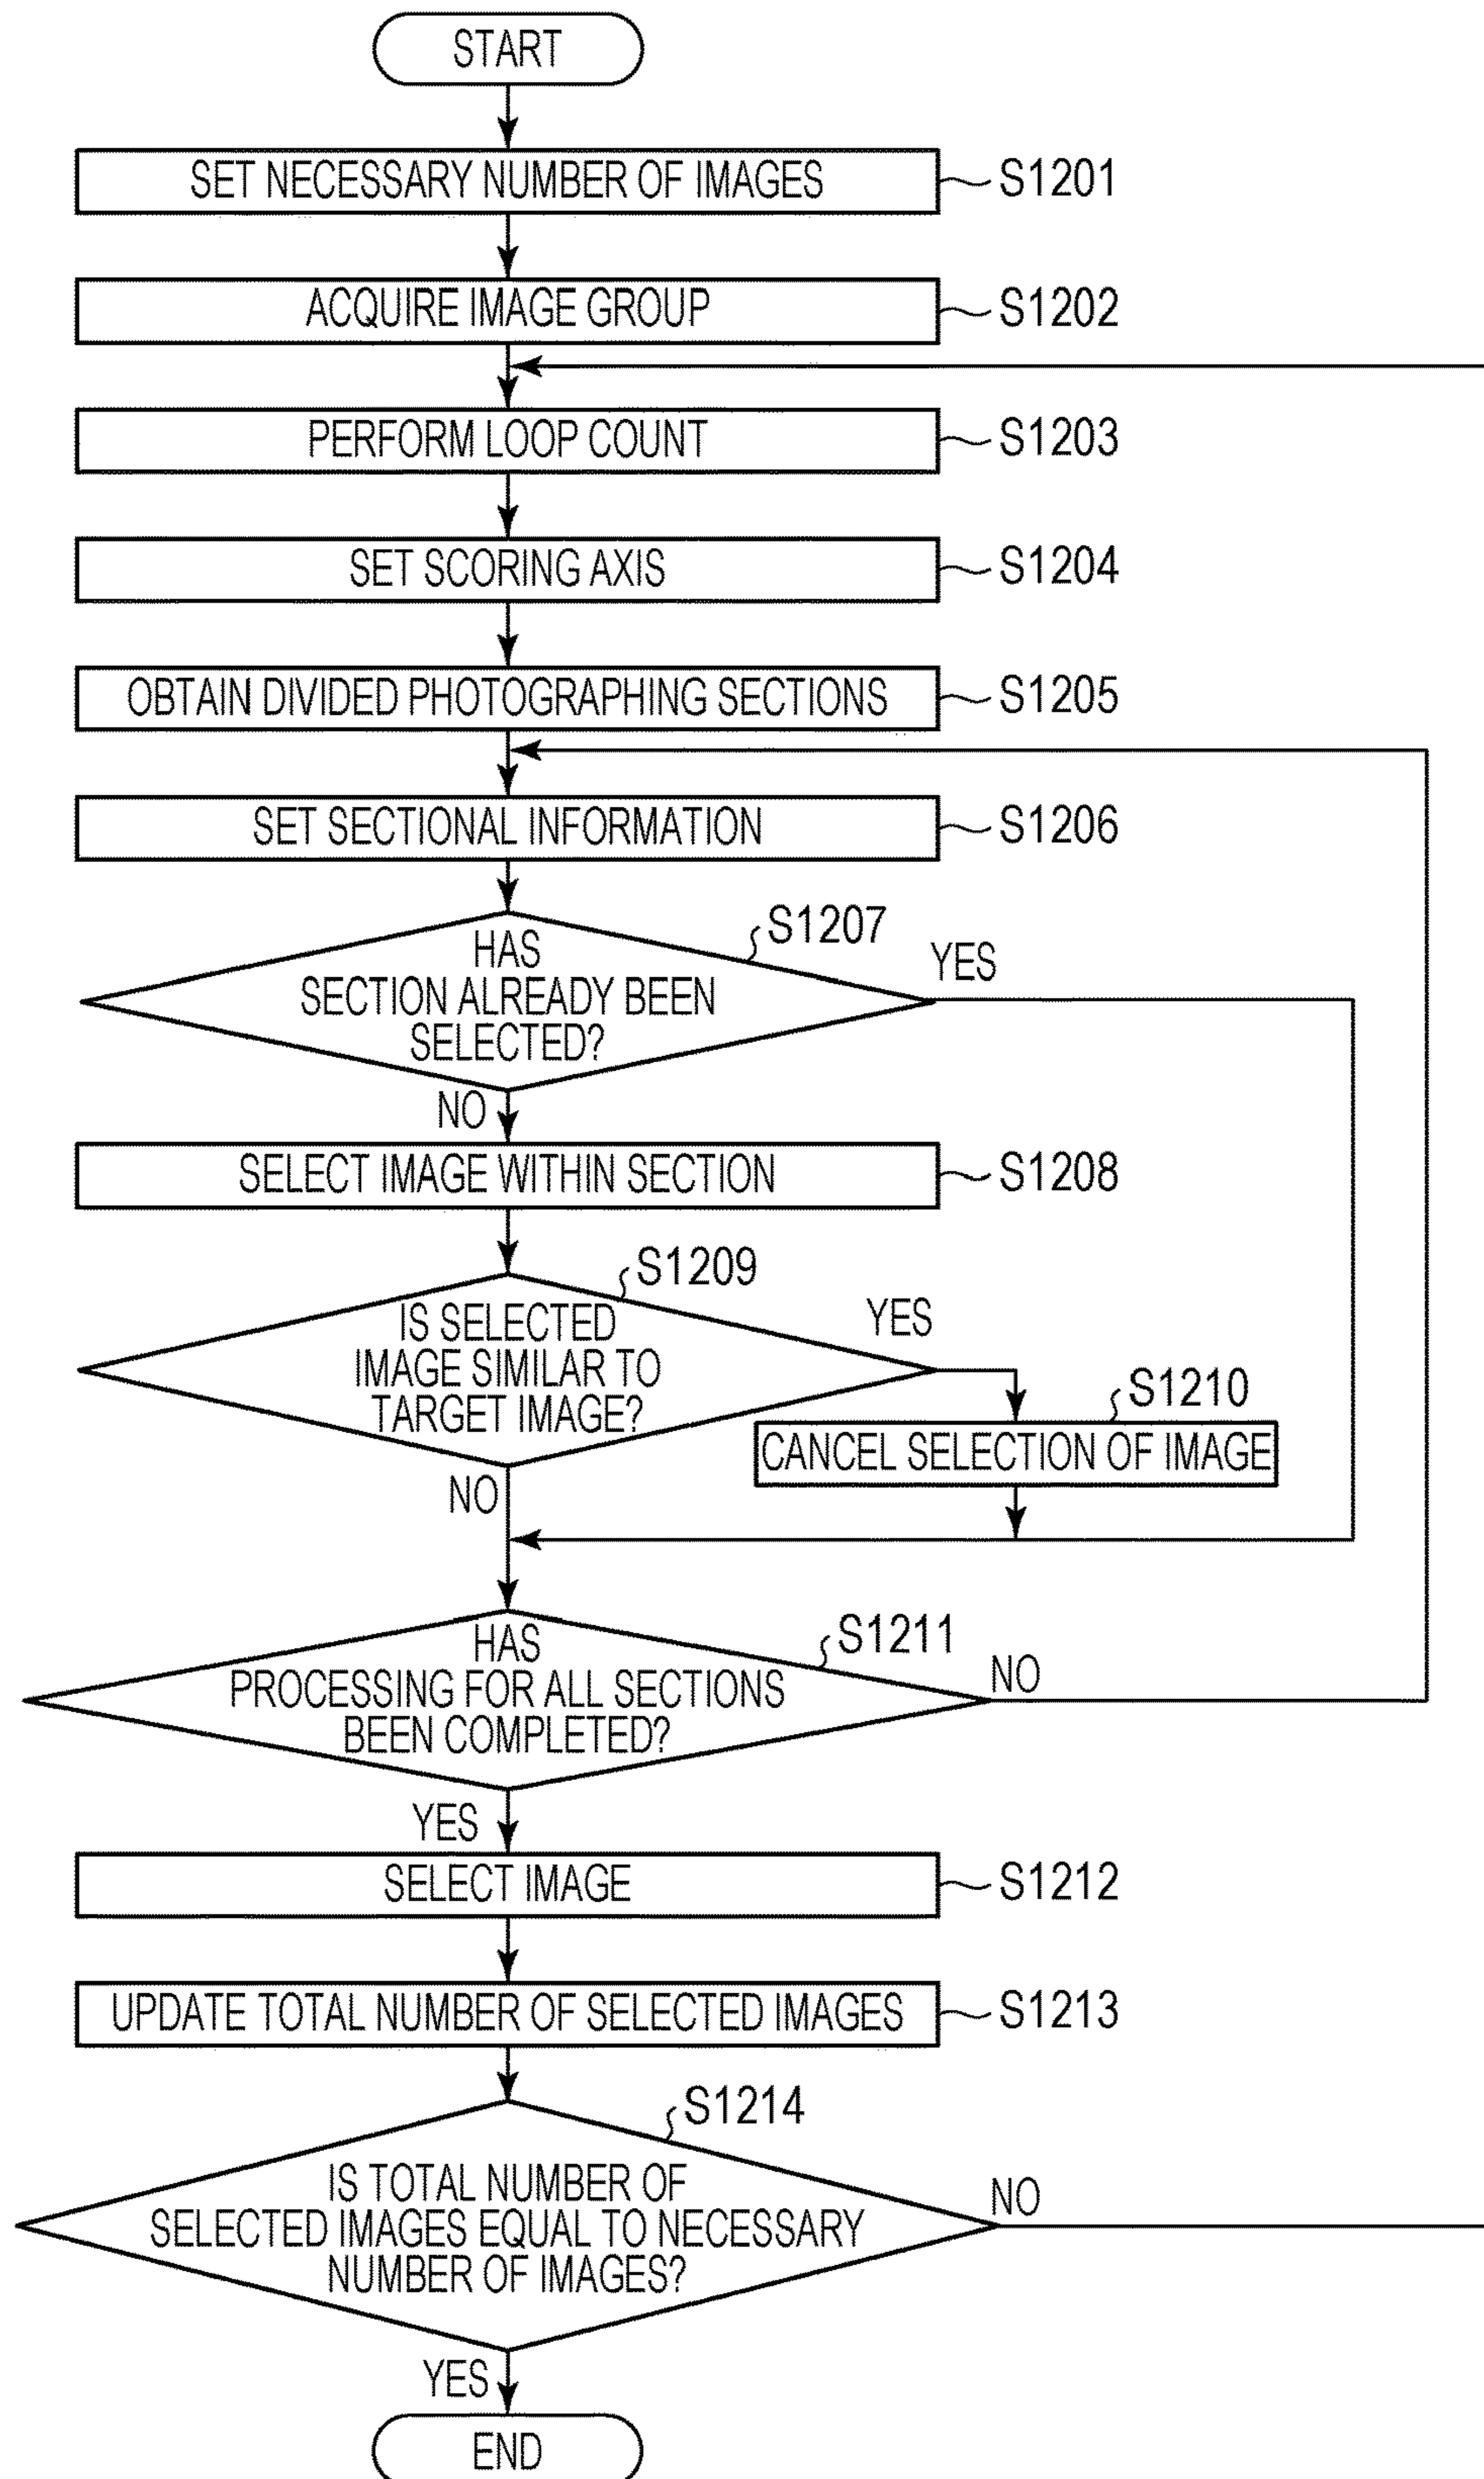 START
SET NECESSARY NUMBER OF IMAGES
S1201
ACQUIRE IMAGE GROUP
S1202
PERFORM LOOP COUNT
S1203
SET SCORING AXIS
S1204
OBTAIN DIVIDED PHOTOGRAPHING SECTIONS
S1205
SET SECTIONAL INFORMATION
S1206
S1207
HAS
SECTION ALREADY BEEN
SELECTED?
YES
NO
SELECT IMAGE WITHIN SECTION
S1208
S1209
IS SELECTED
IMAGE SIMILAR TO
TARGET IMAGE?
YES
S1210
CANCEL SELECTION OF IMAGE
NO
S1211
HAS
PROCESSING FOR ALL SECTIONS
BEEN COMPLETED?
NO
YES
SELECT IMAGE
S1212
UPDATE TOTAL NUMBER OF SELECTED IMAGES
S1213
S1214
IS TOTAL NUMBER OF
SELECTED IMAGES EQUAL TO NECESSARY
NUMBER OF IMAGES?
NO
YES
END